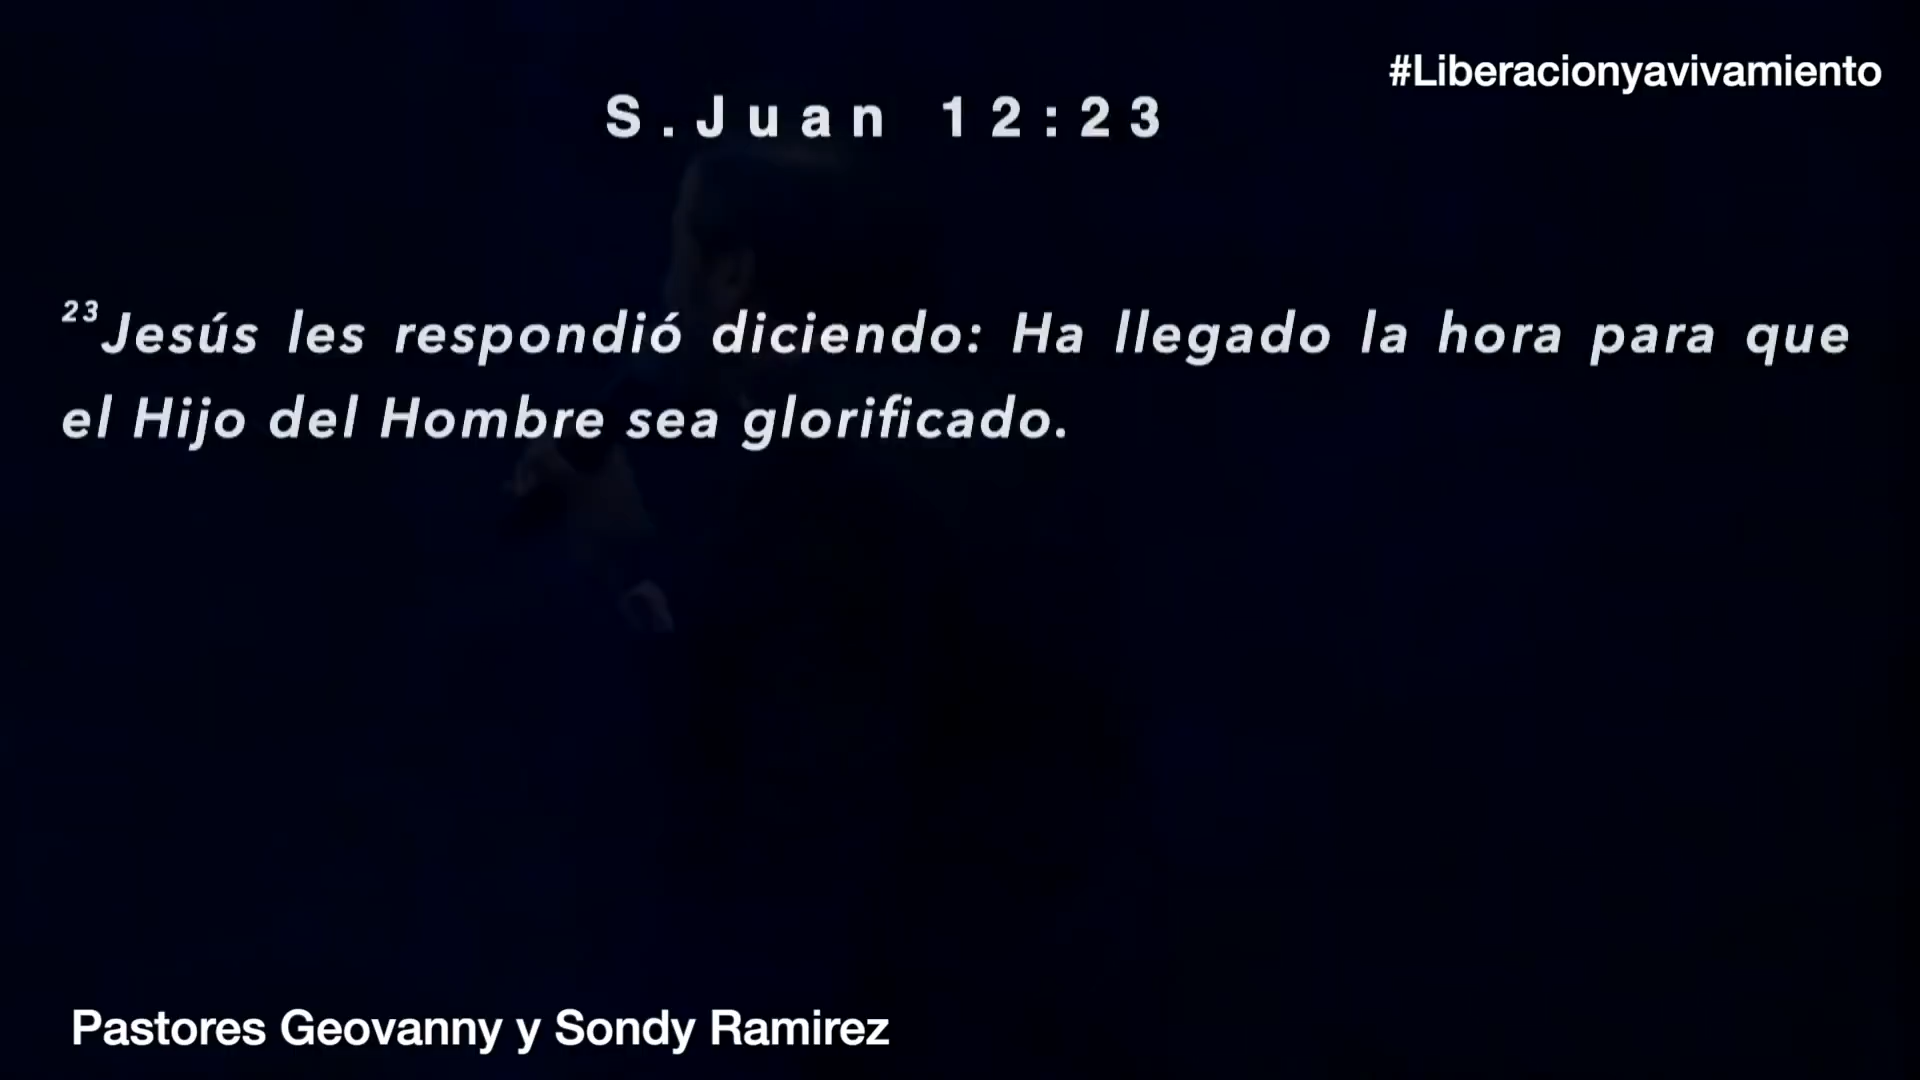 #Liberacionyavivamiento
S.Juan 12:23
23Jesús les respondió diciendo: Ha llegado la hora para que
el Hijo del Hombre sea glorificado.
Pastores Geovanny y Sondy Ramirez